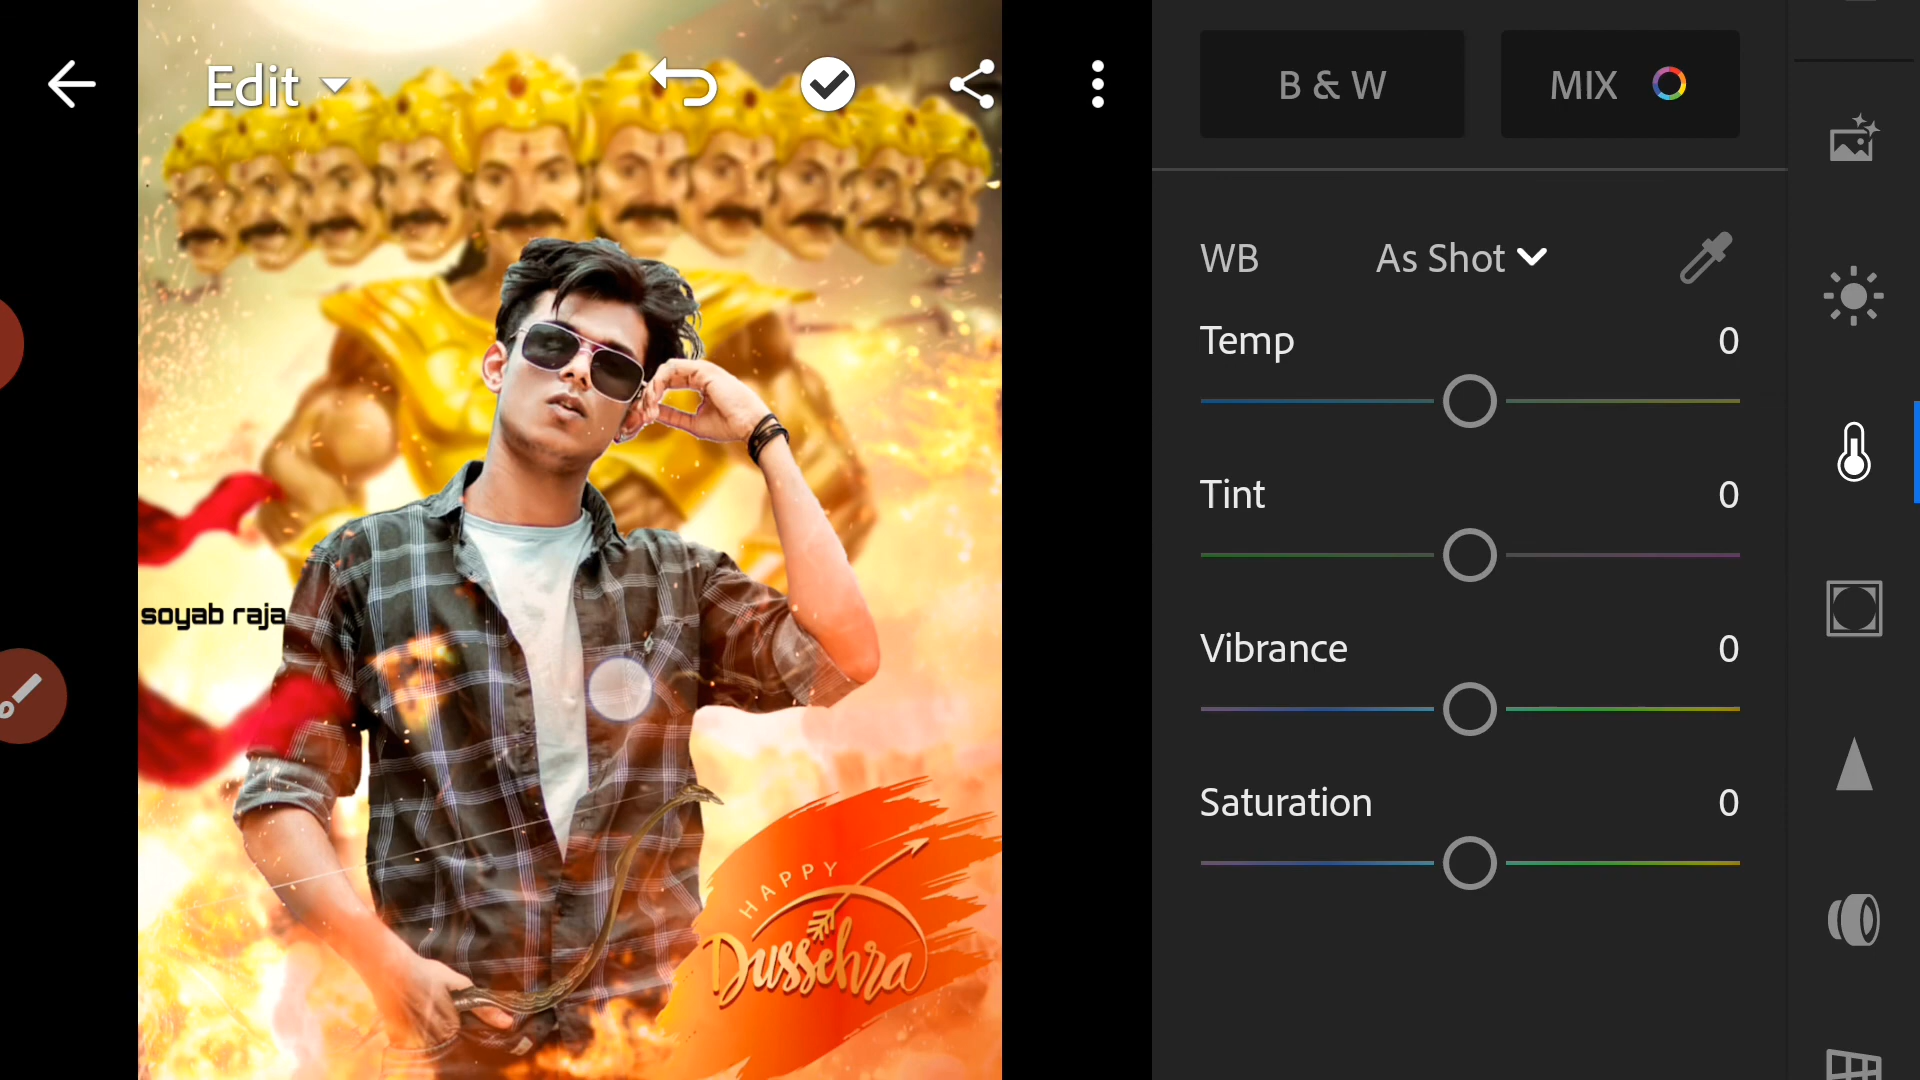 Edit
B & W
MIX
WB
As Shot
Temp
0
Tint
0
Vibrance
0
Saturation
0
soyab raja
HAPPY
Dussehra